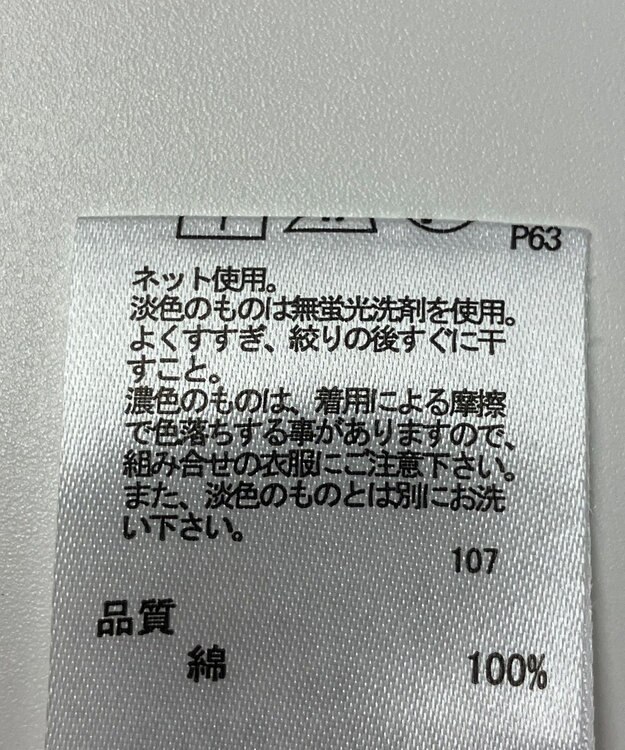 P63
ネット使用。
淡色のものは無蛍光洗剤を使用。
よくすすぎ、絞りの後すぐに干
すこと。
濃色のものは、着用による摩擦
で色落ちする事がありますので、
組み合せの衣服にご注意下さい。
また、淡色のものとは別にお洗
い下さい。
107
品質
綿 100%